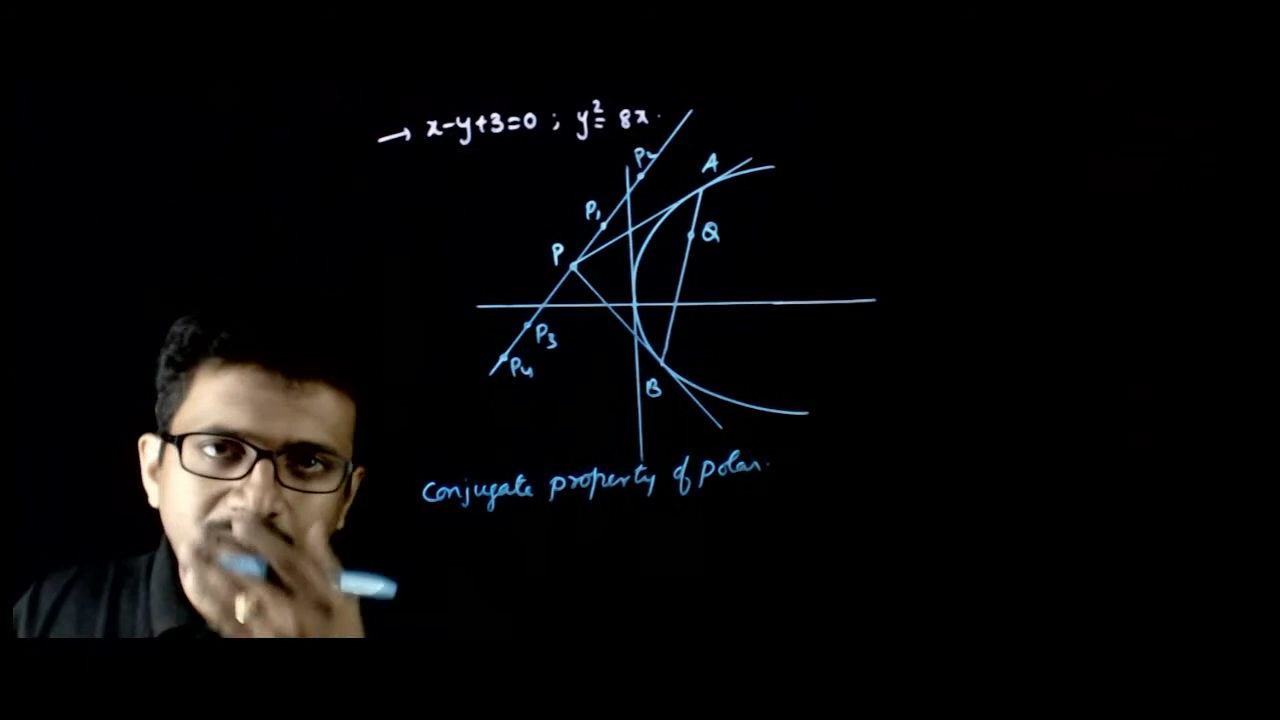 → x-y+3=0 ; y²= 8x.
P₂
A
P₁
Q
P
P₃
P₄
B
Conjugate property of Polar.